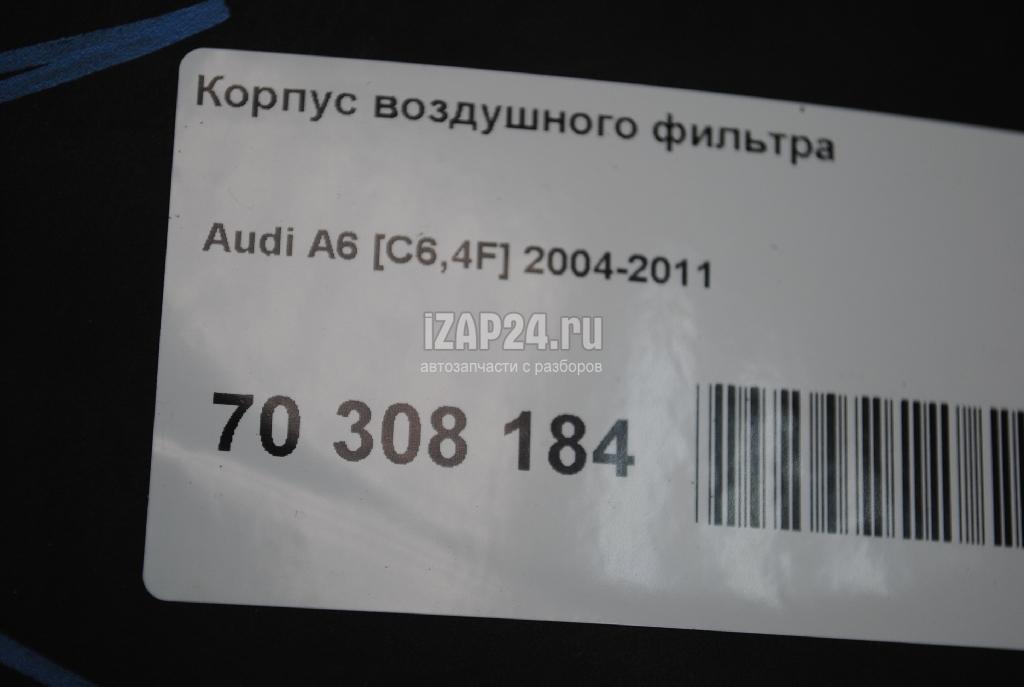 Корпус воздушного фильтра
Audi A6 [C6,4F] 2004-2011
iZAP24.ru
автозапчасти с разборов
70 308 184